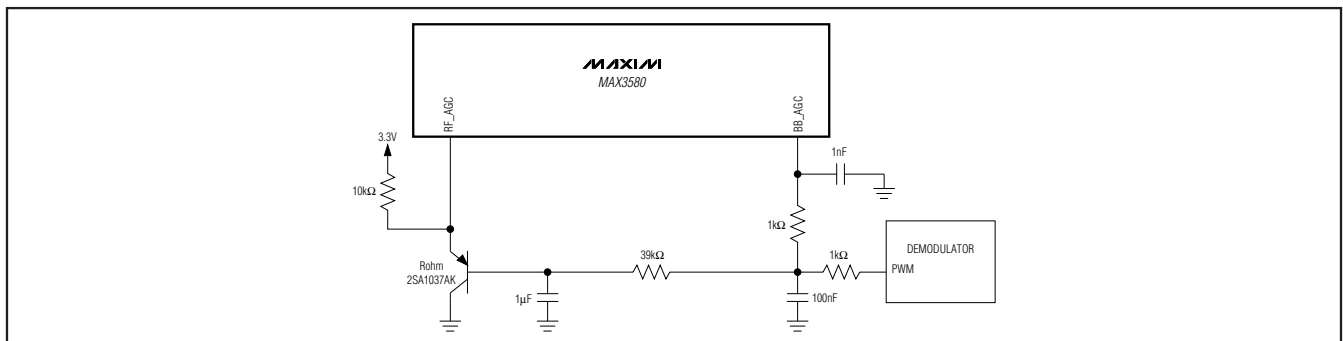 MAXIM
MAX3580
RF_AGC
BB_AGC
3.3V
1nF
10kΩ
1kΩ
DEMODULATOR
39kΩ
1kΩ
PWM
Rohm
2SA1037AK
1μF
100nF